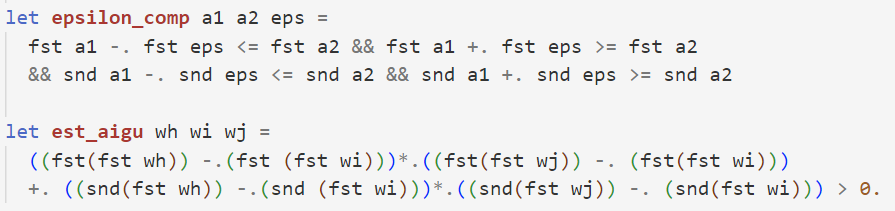 let epsilon_comp a1 a2 eps =
  fst a1 -. fst eps <= fst a2 && fst a1 +. fst eps >= fst a2
  && snd a1 -. snd eps <= snd a2 && snd a1 +. snd eps >= snd a2

let est_aigu wh wi wj =
  ((fst(fst wh)) -.(fst (fst wi)))*.((fst(fst wj)) -. (fst(fst wi)))
  +. ((snd(fst wh)) -.(snd (fst wi)))*.((snd(fst wj)) -. (snd(fst wi))) > 0.